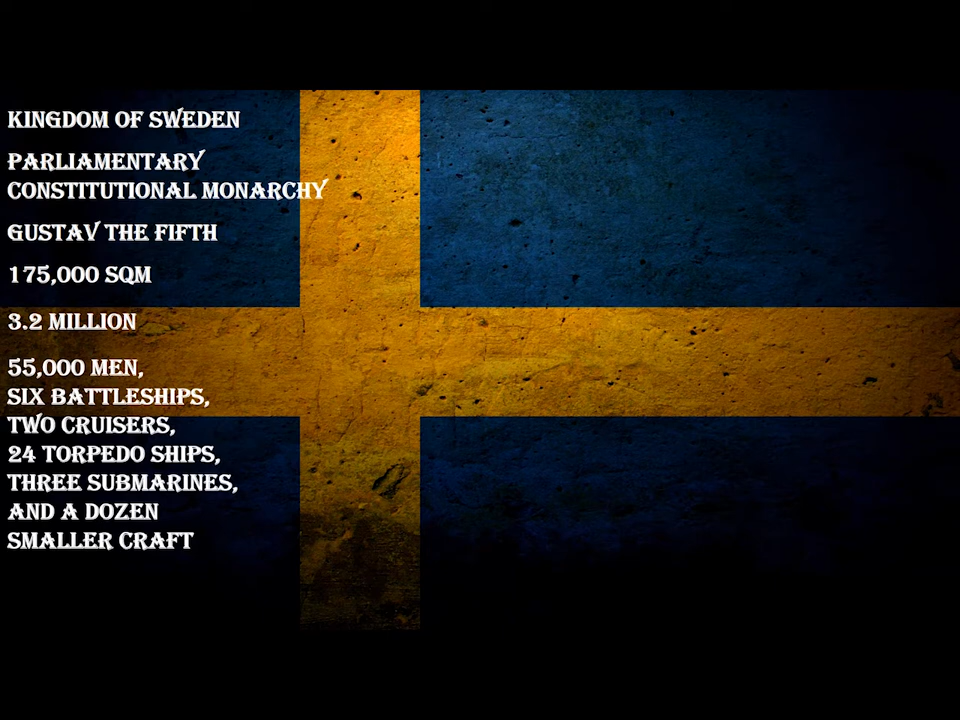 KINGDOM OF SWEDEN
PARLIAMENTARY
CONSTITUTIONAL MONARCHY
GUSTAV THE FIFTH
175,000 SQM
3.2 MILLION
55,000 MEN,
SIX BATTLESHIPS,
TWO CRUISERS,
24 TORPEDO SHIPS,
THREE SUBMARINES,
AND A DOZEN
SMALLER CRAFT